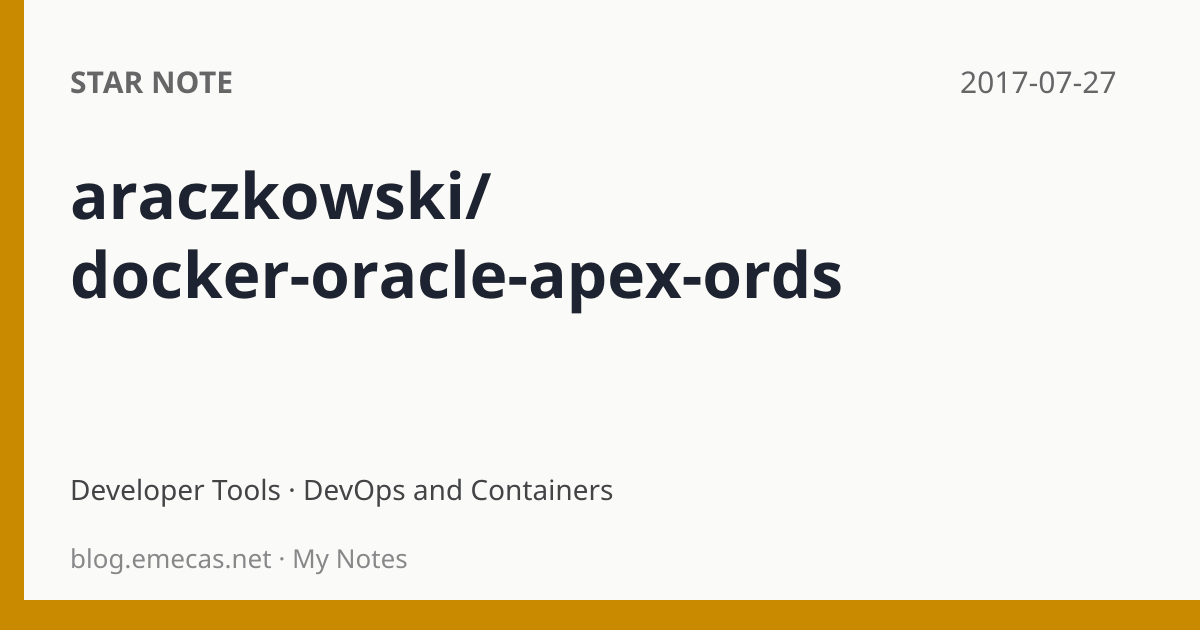 STAR NOTE
2017-07-27
araczkowski/
docker-oracle-apex-ords
Developer Tools · DevOps and Containers
blog.emecas.net · My Notes